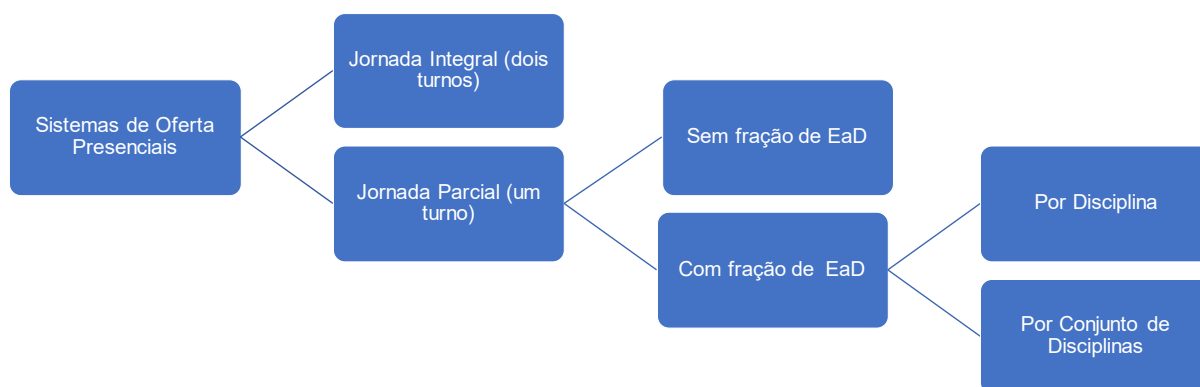 Sistemas de Oferta
Presenciais
Jornada Integral (dois
turnos)
Jornada Parcial (um
turno)
Sem fração de EaD
Com fração de EaD
Por Disciplina
Por Conjunto de
Disciplinas